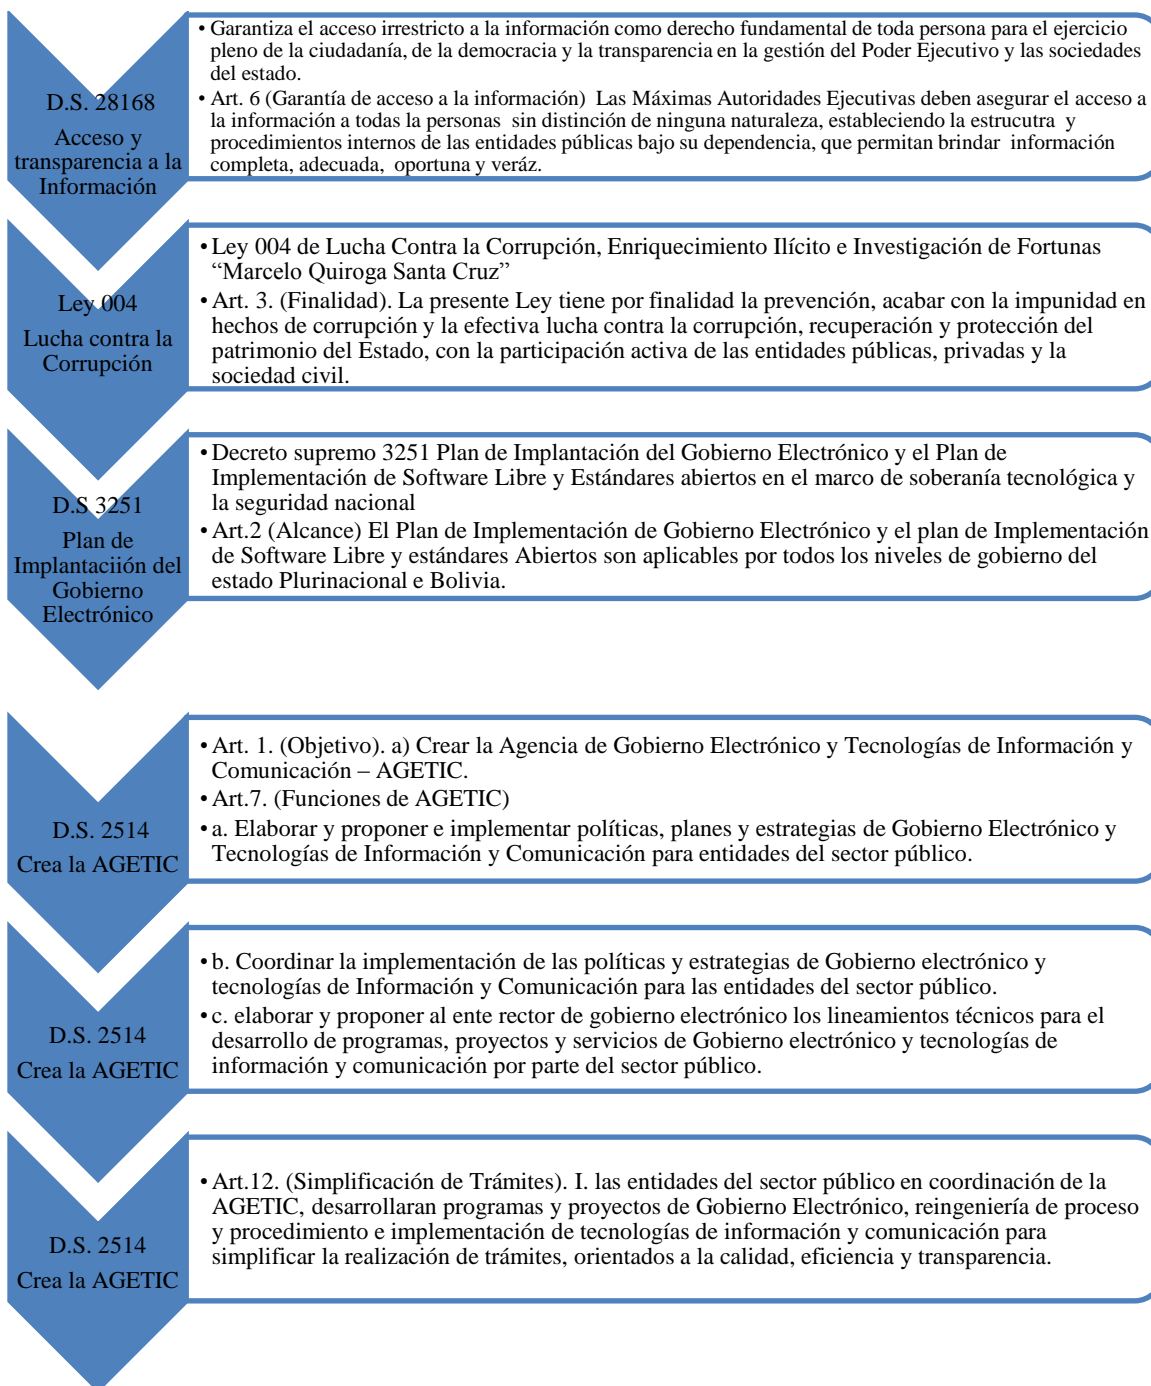 D.S. 28168
Acceso y
transparencia a la
Información
• Garantiza el acceso irrestricto a la información como derecho fundamental de toda persona para el ejercicio
pleno de la ciudadanía, de la democracia y la transparencia en la gestión del Poder Ejecutivo y las sociedades
del estado.
• Art. 6 (Garantía de acceso a la información) Las Máximas Autoridades Ejecutivas deben asegurar el acceso a
la información a todas la personas sin distinción de ninguna naturaleza, estableciendo la estrucutra y
procedimientos internos de las entidades públicas bajo su dependencia, que permitan brindar información
completa, adecuada, oportuna y veráz.
Ley 004
Lucha contra la
Corrupción
• Ley 004 de Lucha Contra la Corrupción, Enriquecimiento Ilícito e Investigación de Fortunas
“Marcelo Quiroga Santa Cruz”
• Art. 3. (Finalidad). La presente Ley tiene por finalidad la prevención, acabar con la impunidad en
hechos de corrupción y la efectiva lucha contra la corrupción, recuperación y protección del
patrimonio del Estado, con la participación activa de las entidades públicas, privadas y la
sociedad civil.
D.S 3251
Plan de
Implantaciión del
Gobierno
Electrónico
• Decreto supremo 3251 Plan de Implantación del Gobierno Electrónico y el Plan de
Implementación de Software Libre y Estándares abiertos en el marco de soberanía tecnológica y
la seguridad nacional
• Art.2 (Alcance) El Plan de Implementación de Gobierno Electrónico y el plan de Implementación
de Software Libre y estándares Abiertos son aplicables por todos los niveles de gobierno del
estado Plurinacional e Bolivia.
D.S. 2514
Crea la AGETIC
• Art. 1. (Objetivo). a) Crear la Agencia de Gobierno Electrónico y Tecnologías de Información y
Comunicación – AGETIC.
• Art.7. (Funciones de AGETIC)
• a. Elaborar y proponer e implementar políticas, planes y estrategias de Gobierno Electrónico y
Tecnologías de Información y Comunicación para entidades del sector público.
D.S. 2514
Crea la AGETIC
• b. Coordinar la implementación de las políticas y estrategias de Gobierno electrónico y
tecnologías de Información y Comunicación para las entidades del sector público.
• c. elaborar y proponer al ente rector de gobierno electrónico los lineamientos técnicos para el
desarrollo de programas, proyectos y servicios de Gobierno electrónico y tecnologías de
información y comunicación por parte del sector público.
D.S. 2514
Crea la AGETIC
• Art.12. (Simplificación de Trámites). I. las entidades del sector público en coordinación de la
AGETIC, desarrollaran programas y proyectos de Gobierno Electrónico, reingeniería de proceso
y procedimiento e implementación de tecnologías de información y comunicación para
simplificar la realización de trámites, orientados a la calidad, eficiencia y transparencia.